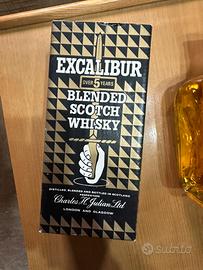 EXCALIBUR
OVER 5 YEARS
BLENDED
SCOTCH
WHISKY
DISTILLED, BLENDED AND BOTTLED IN SCOTLAND
Charles H. Julian Ltd
LONDON AND GLASGOW
subito